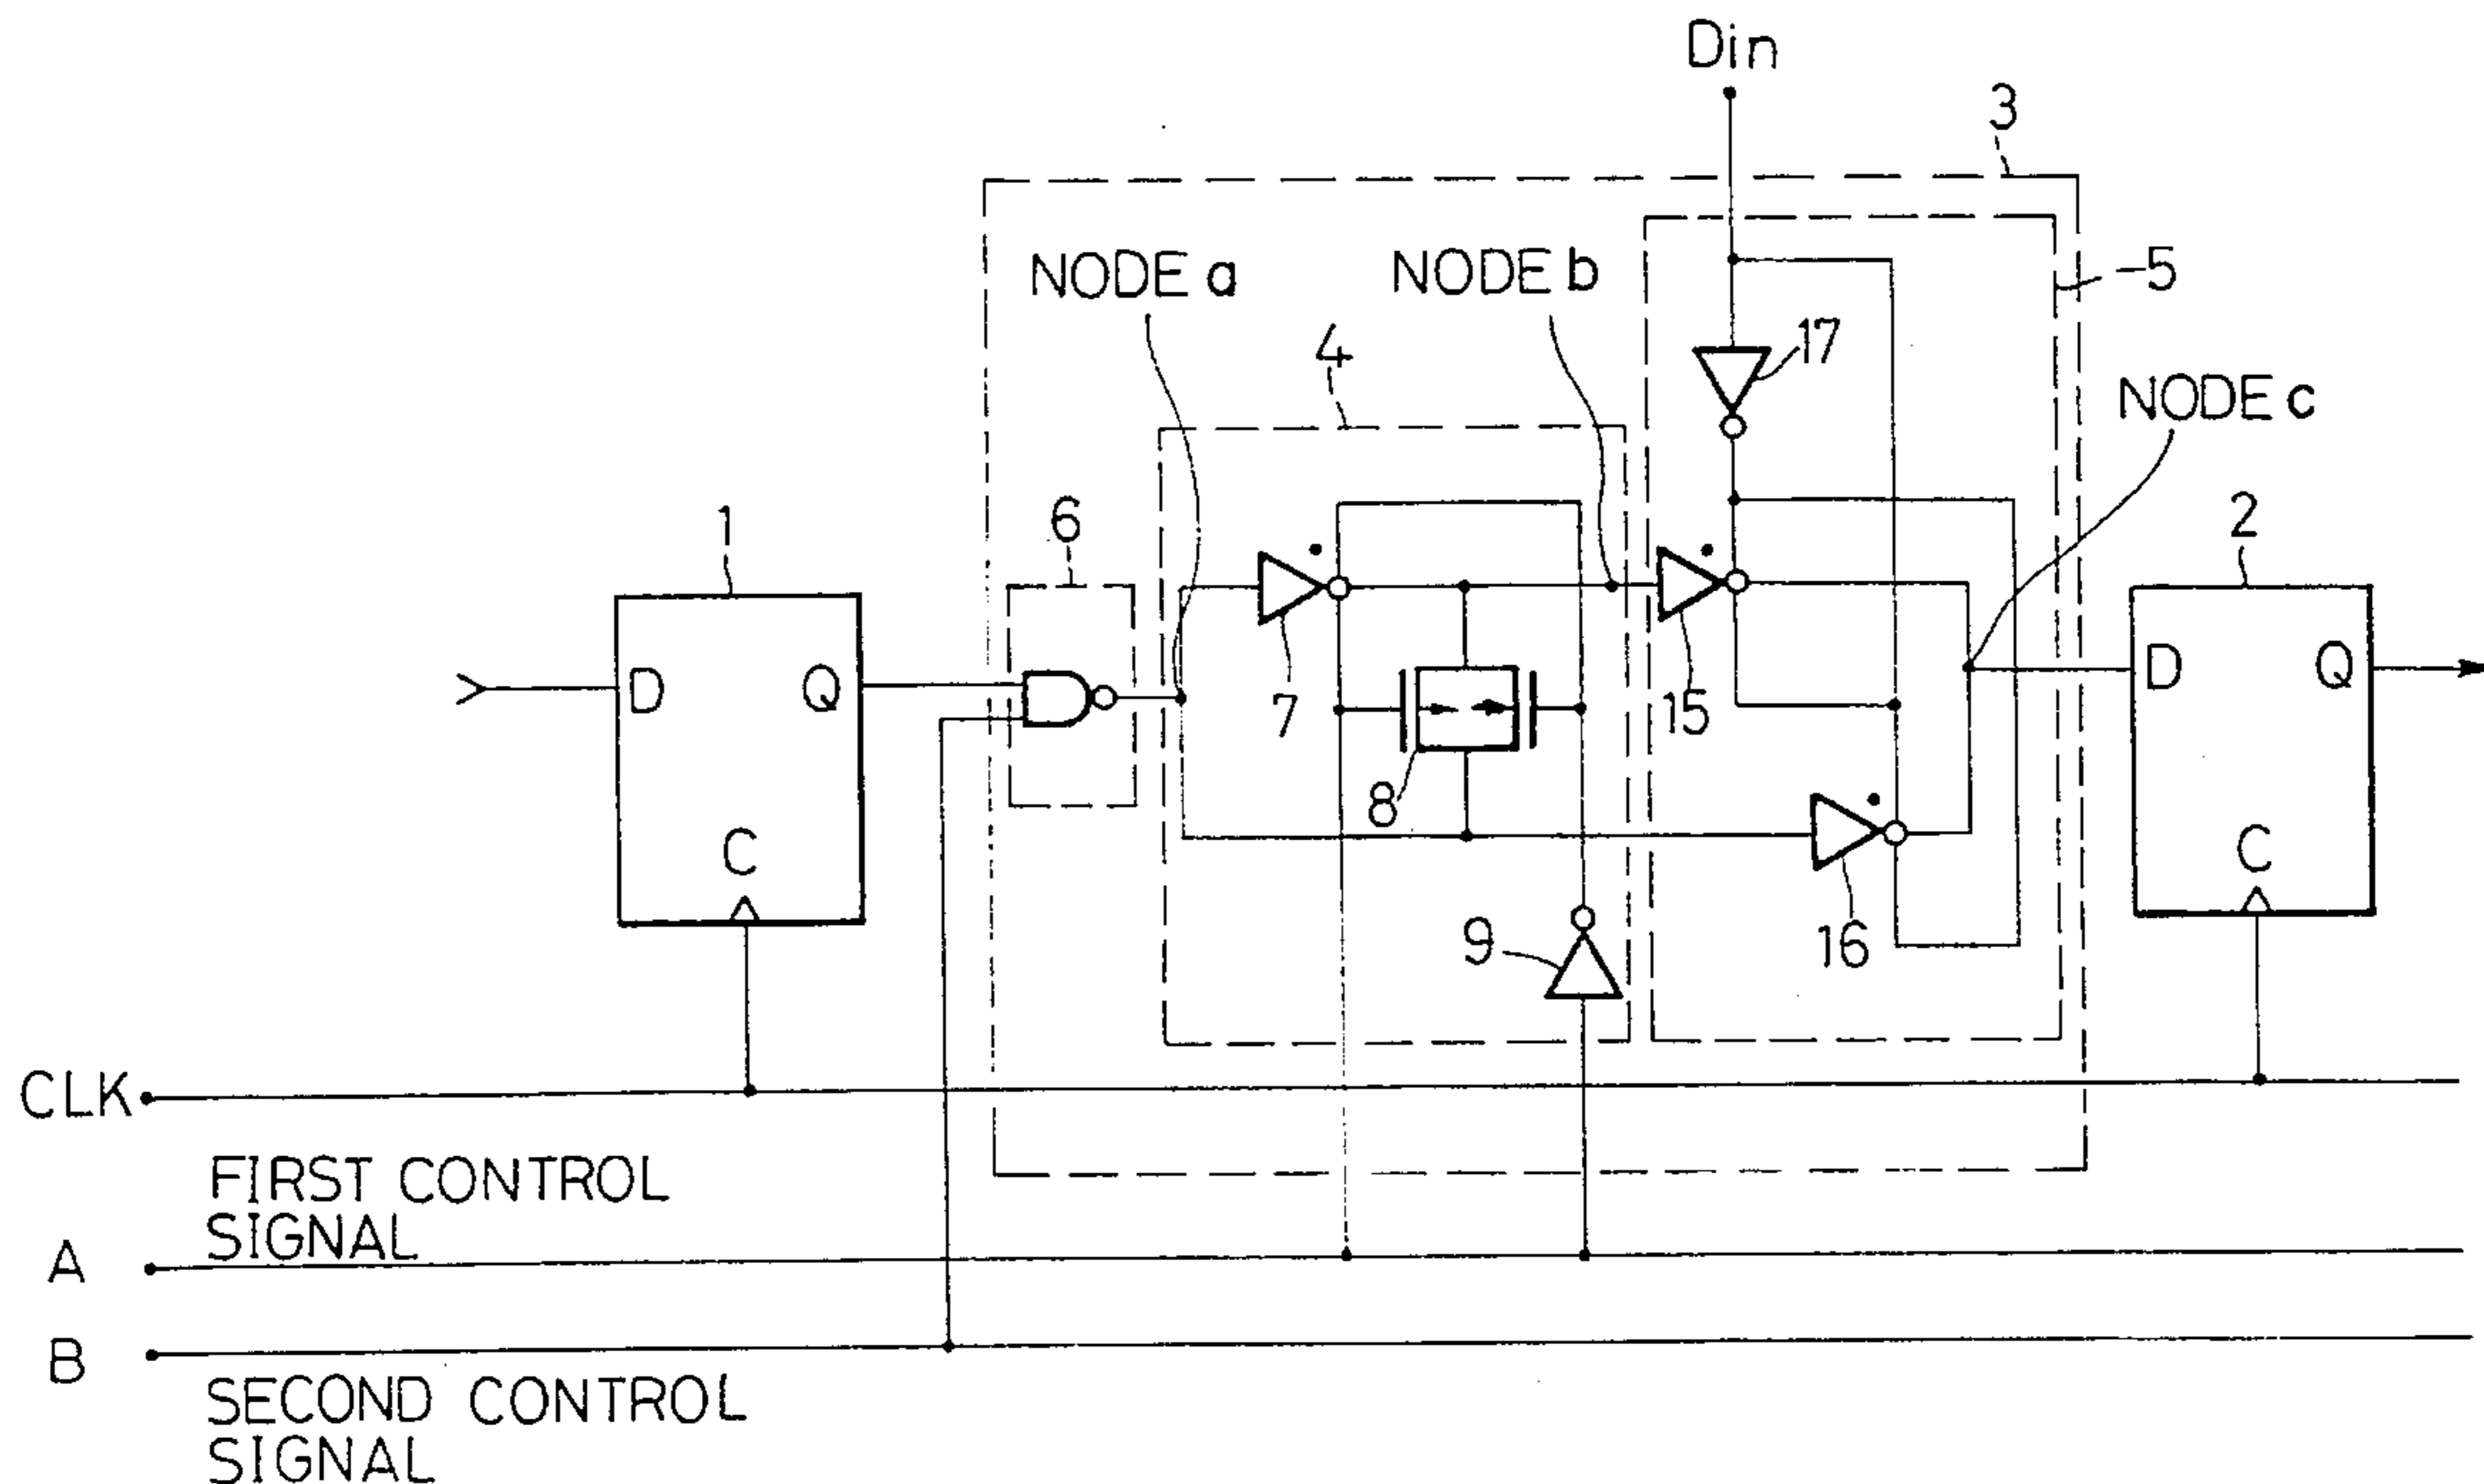 Din
3
NODE a
NODE b
5
4
17
NODE c
1
6
2
D
Q
7
8
15
D
Q
C
9
16
C
CLK
FIRST CONTROL
SIGNAL
A
B
SECOND CONTROL
SIGNAL